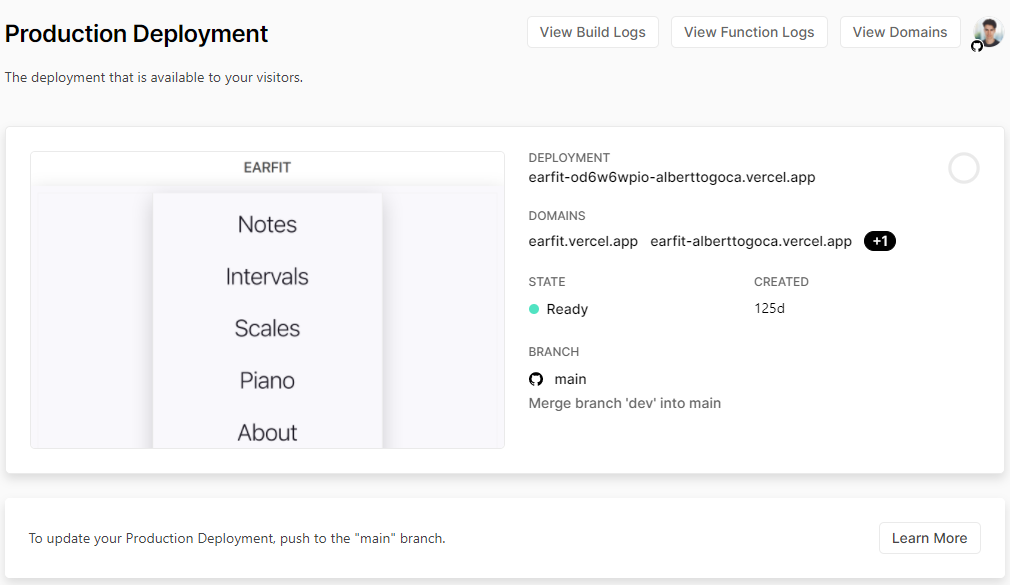 Production Deployment
View Build Logs
View Function Logs
View Domains
The deployment that is available to your visitors.
EARFIT
Notes
Intervals
Scales
Piano
About
DEPLOYMENT
earfit-od6w6wpio-alberttogoca.vercel.app
DOMAINS
earfit.vercel.app earfit-alberttogoca.vercel.app +1
STATE
Ready
CREATED
125d
BRANCH
main
Merge branch 'dev' into main
To update your Production Deployment, push to the "main" branch.
Learn More